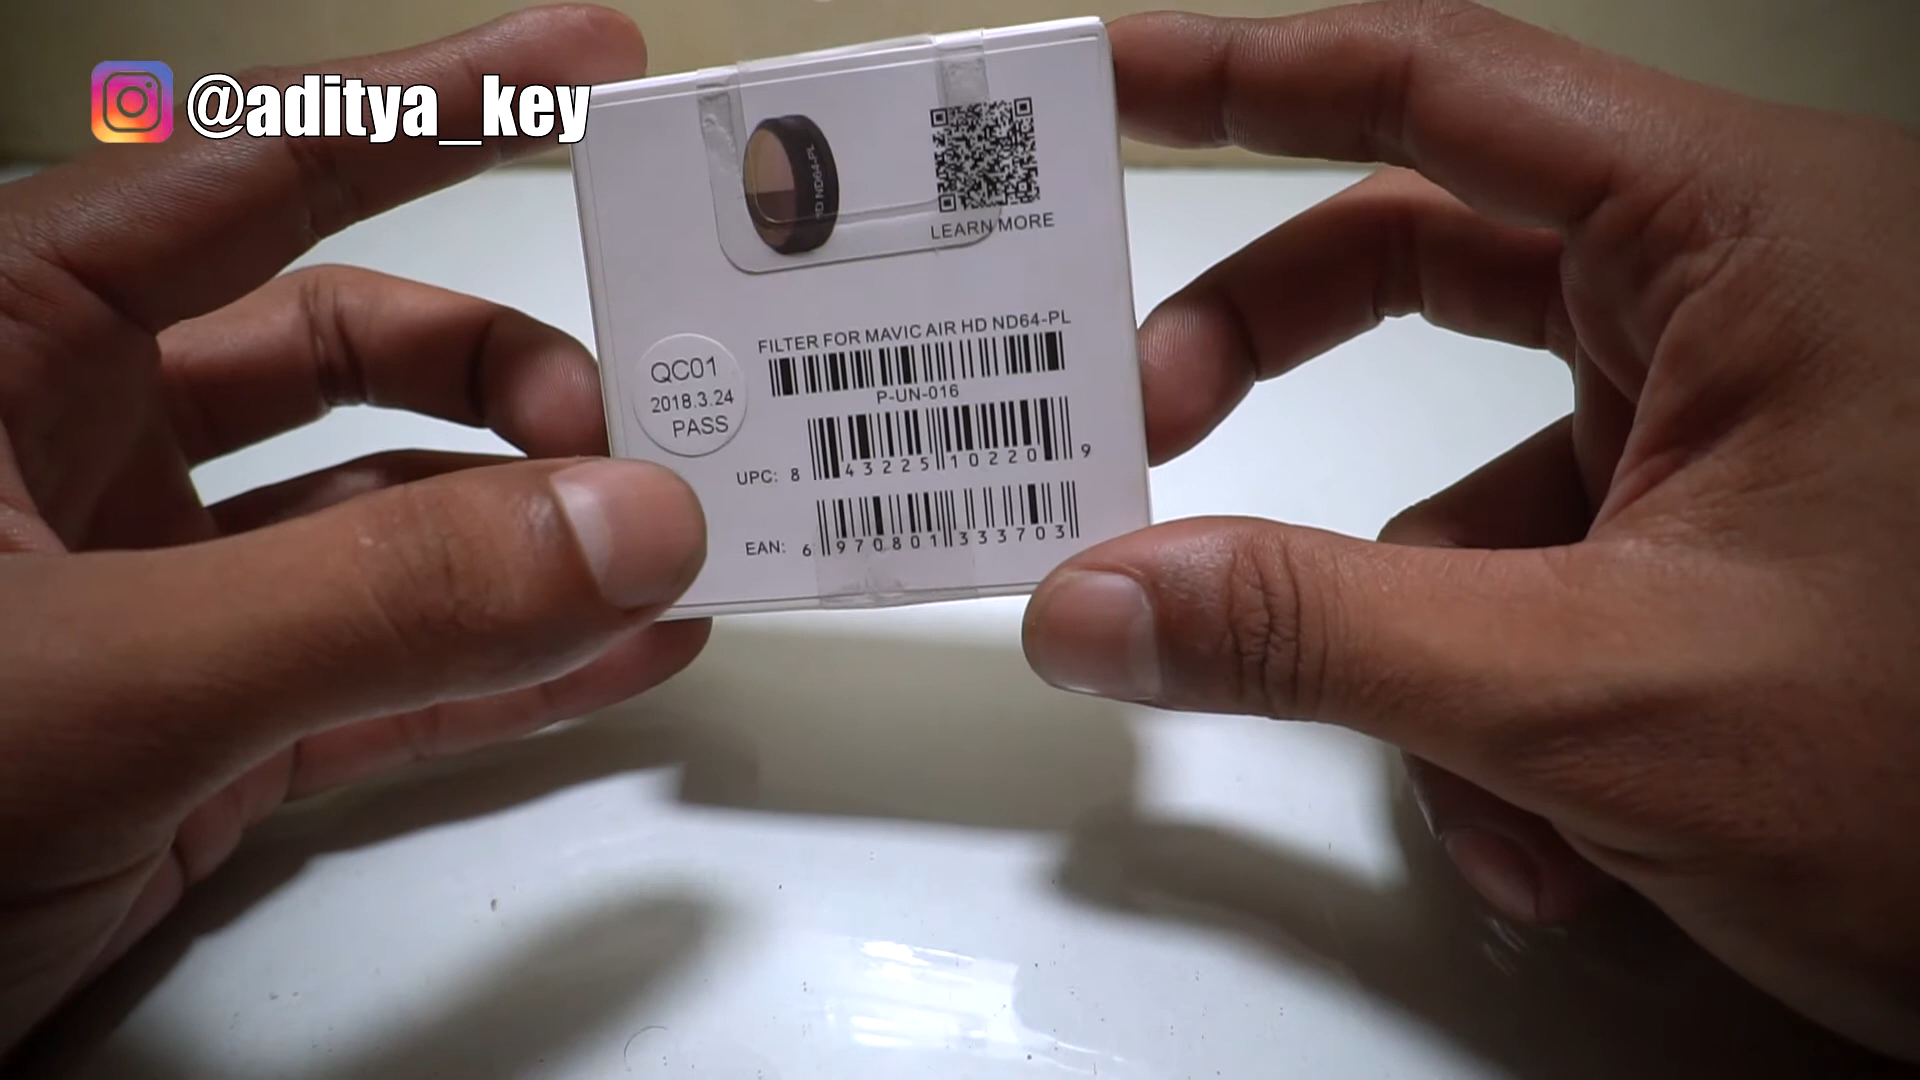 @aditya_key
HD ND64-PL
LEARN MORE
FILTER FOR MAVIC AIR HD ND64-PL
P-UN-016
QC01
2018.3.24
PASS
UPC: 8 43225 10220 9
EAN: 6 970801 333703